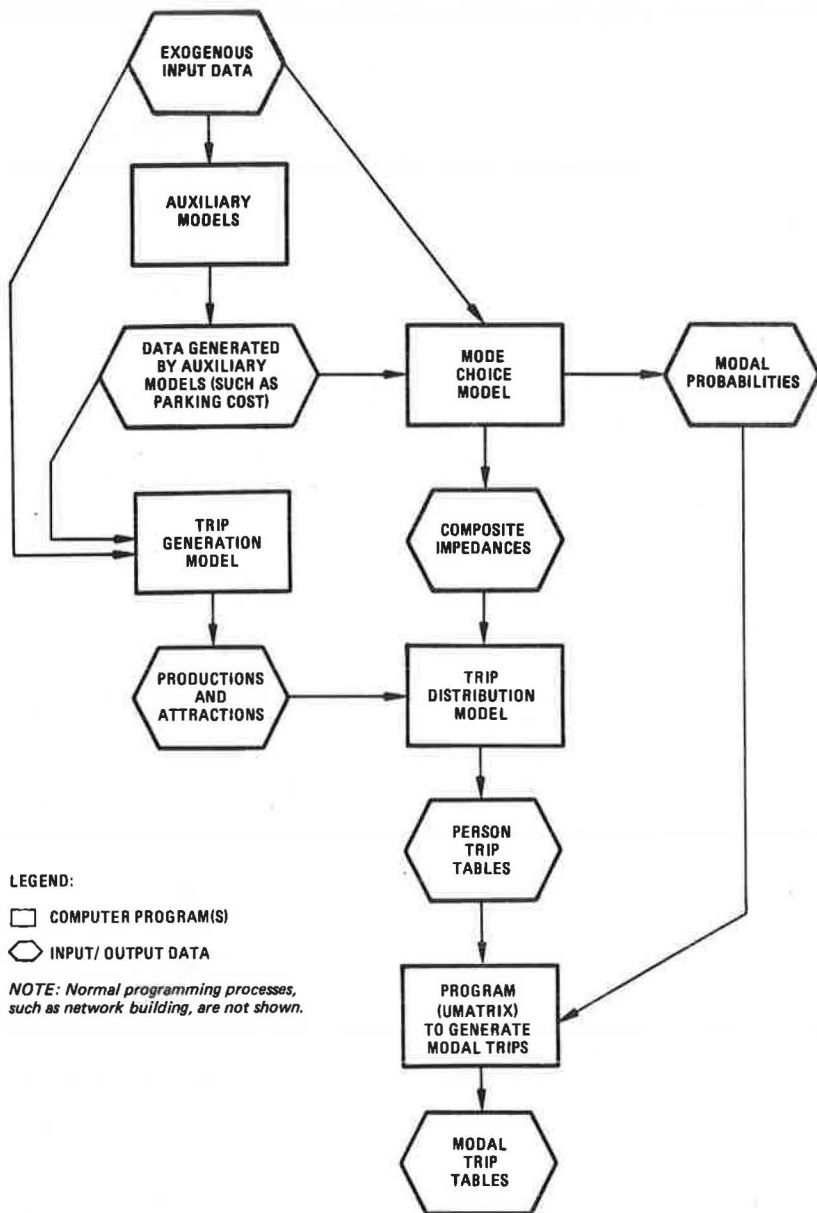 EXOGENOUS
INPUT DATA
AUXILIARY
MODELS
DATA GENERATED
BY AUXILIARY
MODELS (SUCH AS
PARKING COST)
MODE
CHOICE
MODEL
MODAL
PROBABILITIES
TRIP
GENERATION
MODEL
COMPOSITE
IMPEDANCES
PRODUCTIONS
AND
ATTRACTIONS
TRIP
DISTRIBUTION
MODEL
PERSON
TRIP
TABLES
LEGEND:
COMPUTER PROGRAM(S)
INPUT/ OUTPUT DATA
NOTE: Normal programming processes,
such as network building, are not shown.
PROGRAM
(UMATRIX)
TO GENERATE
MODAL TRIPS
MODAL
TRIP
TABLES